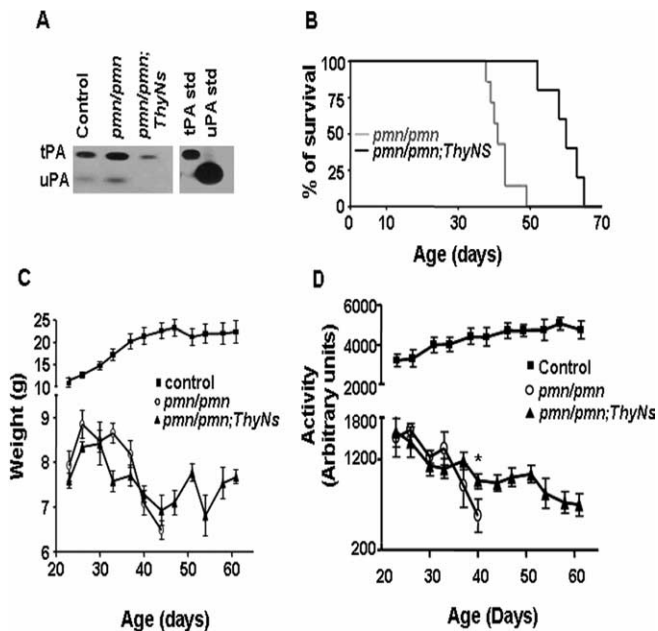 A
Control
pmn/pmn
pmn/pmn;
ThyNs
tPA std
uPA std
tPA
uPA
B
% of survival
100
75
50
25
0
pmn/pmn
pmn/pmn;ThyNS
0 10 20 30 40 50 60 70
Age (days)
C
Weight (g)
25
20
15
10
9
8
7
6
control
pmn/pmn
pmn/pmn;ThyNs
20 30 40 50 60
Age (days)
D
Activity
(Arbitrary units)
6000
4000
2000
1800
1200
200
Control
pmn/pmn
pmn/pmn;ThyNs
*
20 30 40 50 60
Age (Days)